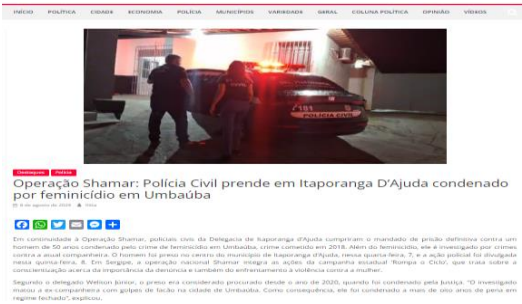 INÍCIO POLÍTICA CIDADE ECONOMIA POLÍCIA MUNICÍPIOS VARIEDADE GERAL COLUNA POLÍTICA OPINIÃO VÍDEOS
181
POLÍCIA CIVIL
Destaques Polícia
Operação Shamar: Polícia Civil prende em Itaporanga D'Ajuda condenado
por feminicídio em Umbaúba
de agosto de
Em continuidade à Operação Shamar, policiais civis da Delegacia de Itaporanga d'Ajuda cumpriram o mandado de prisão definitiva contra um
homem de 50 anos condenado pelo crime de feminicídio em Umbaúba, crime cometido em 2018. Além do feminicídio, ele é investigado por crimes
contra a atual companheira. O homem foi preso no centro do município de Itaporanga d'Ajuda, nessa quarta-feira, 7, e a ação policial foi divulgada
nessa quinta-feira, 8. Em Sergipe, a operação nacional Shamar integra as ações da campanha estadual 'Rompa o Ciclo', que trata sobre a
conscientização acerca da importância da denúncia e também do enfrentamento à violência contra a mulher.
Segundo o delegado Welison Júnior, o preso era considerado procurado desde o ano de 2020, quando foi condenado pela Justiça. "O investigado
matou a ex-companheira com golpes de facão na cidade de Umbaúba. Como consequência, ele foi condenado a mais de oito anos de pena em
regime fechado", explicou.